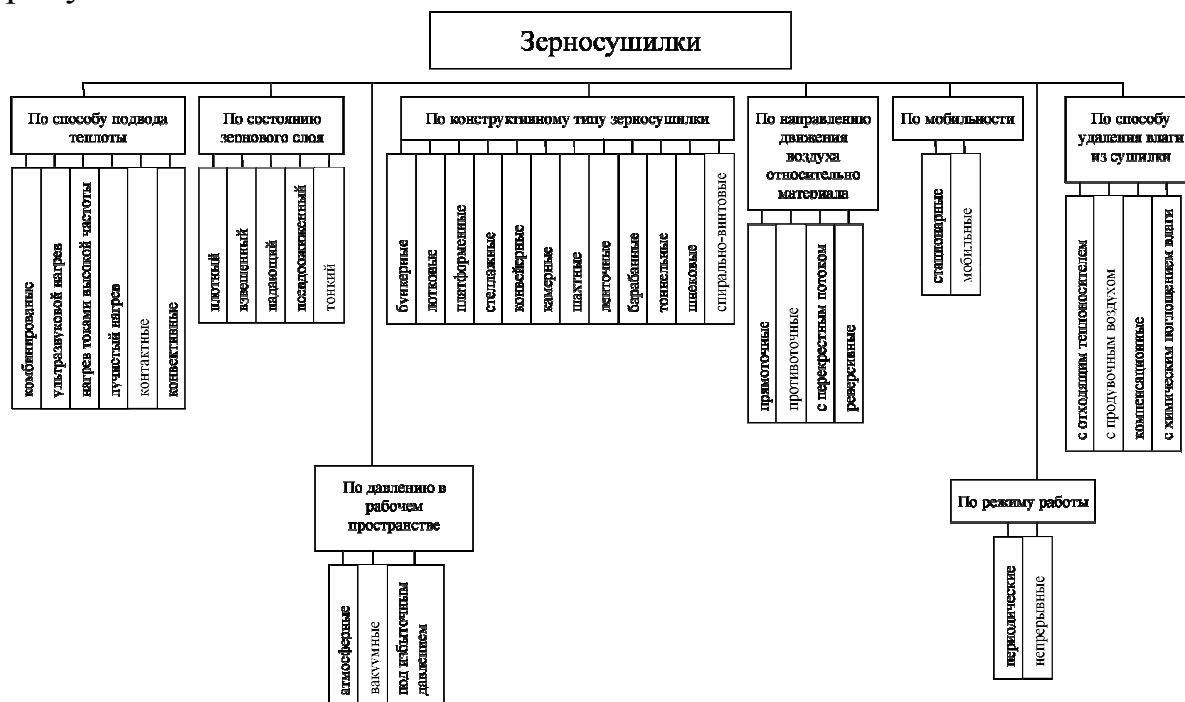 Зерносушилки
По способу подвода
теплоты
комбинированые
ультразвуковой нагрев
нагрев токами высокой частоты
лучистый нагрев
контактные
конвективные
По состоянию
зернового слоя
плотный
взвешенный
падающий
псевдоожиженный
тонкий
По конструктивному типу зерносушилки
бункерные
лотковые
платформенные
стеллажные
конвейерные
камерные
шахтные
ленточные
барабанные
тоннельные
шнековые
спирально-винтовые
По направлению
движения
воздуха
относительно
материала
прямоточные
противоточные
с перекрестным потоком
реверсивные
По мобильности
стационарные
мобильные
По способу
удаления влаги
из сушилки
с отходящим теплоносителем
с продувочным воздухом
компенсационные
с химическим поглощением влаги
По давлению в
рабочем
пространстве
атмосферные
вакуумные
под избыточным
давлением
По режиму работы
периодические
непрерывные